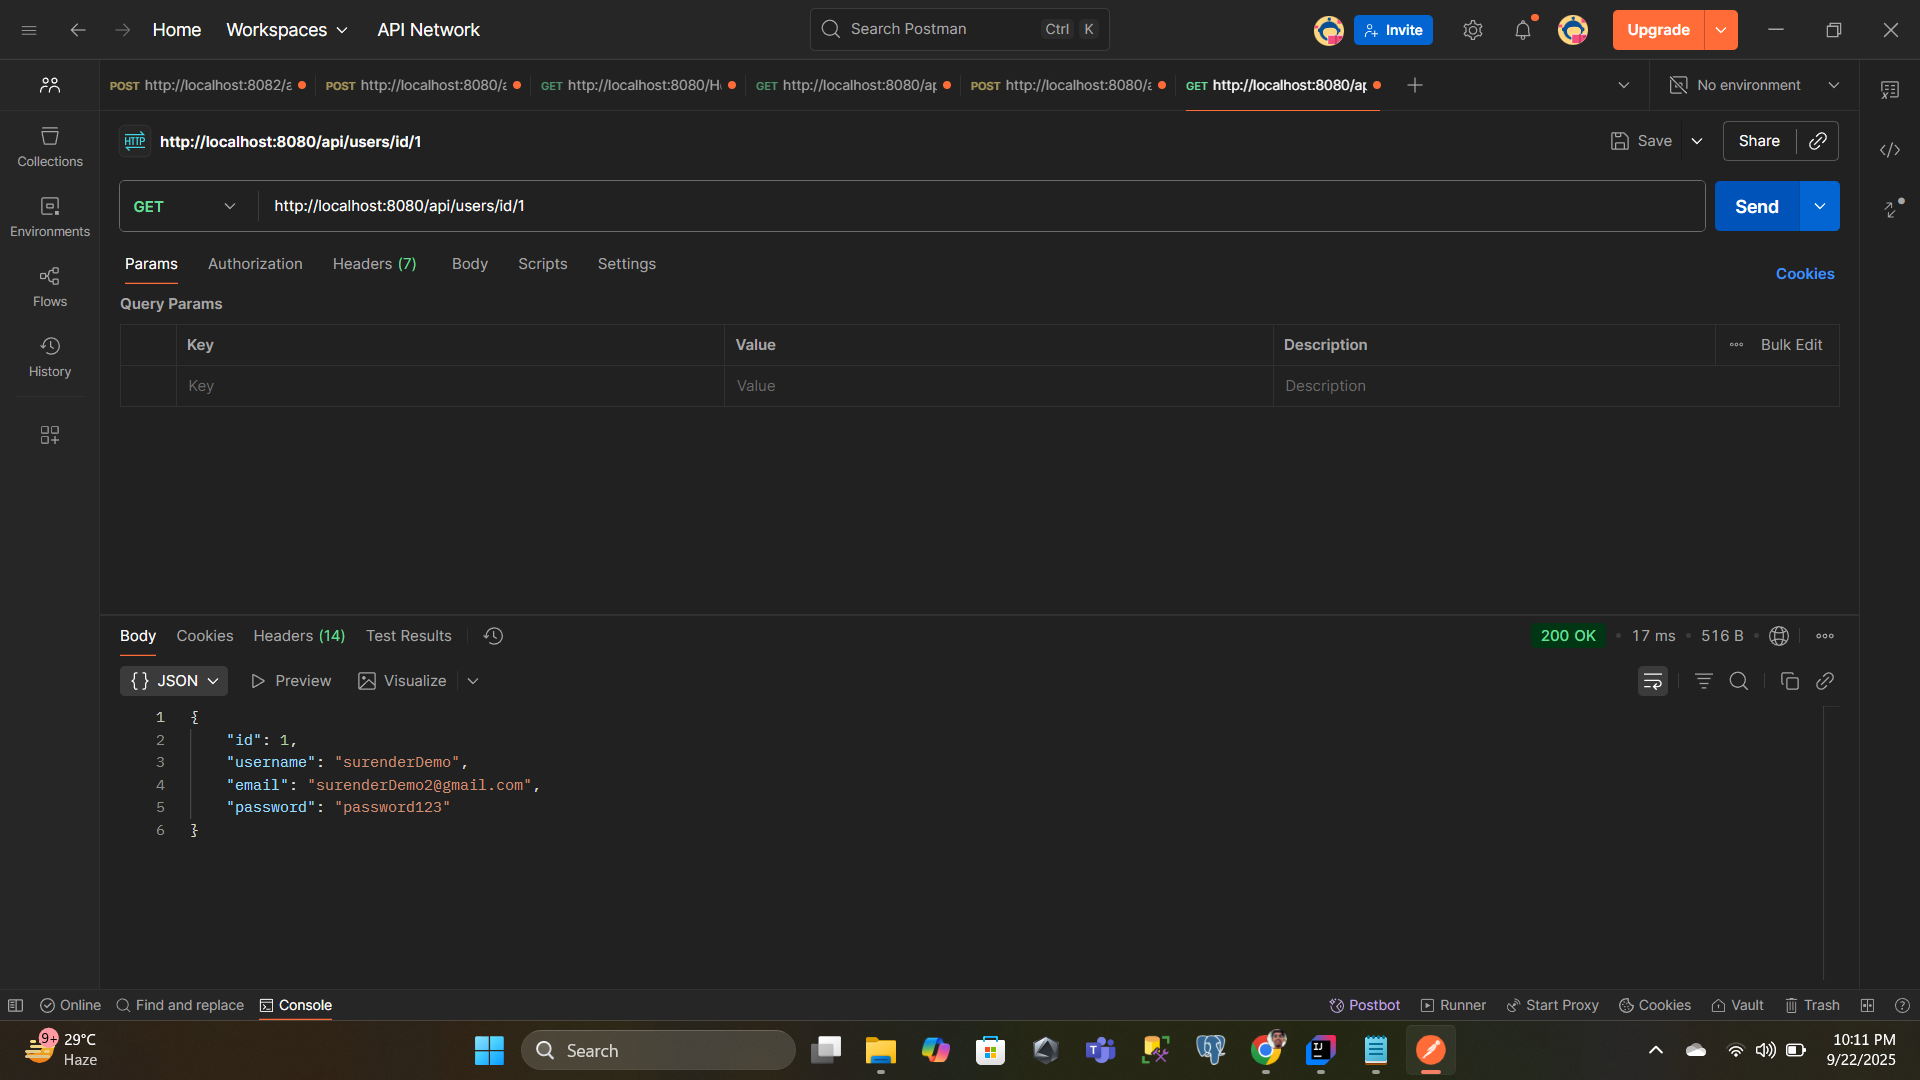 Home Workspaces API Network Search Postman Ctrl K Invite Upgrade
POST http://localhost:8082/a POST http://localhost:8080/a GET http://localhost:8080/H GET http://localhost:8080/ap POST http://localhost:8080/a GET http://localhost:8080/ap No environment
HTTP http://localhost:8080/api/users/id/1 Save Share
Collections
Environments
Flows
History
GET http://localhost:8080/api/users/id/1 Send
Params Authorization Headers (7) Body Scripts Settings Cookies
Query Params
Key Value Description Bulk Edit
Key Value Description
Body Cookies Headers (14) Test Results 200 OK • 17 ms • 516 B
{} JSON Preview Visualize
1 {
2 "id": 1,
3 "username": "surenderDemo",
4 "email": "surenderDemo2@gmail.com",
5 "password": "password123"
6 }
Online Find and replace Console Postbot Runner Start Proxy Cookies Vault Trash
9+ 29°C Search 10:11 PM
Haze 9/22/2025